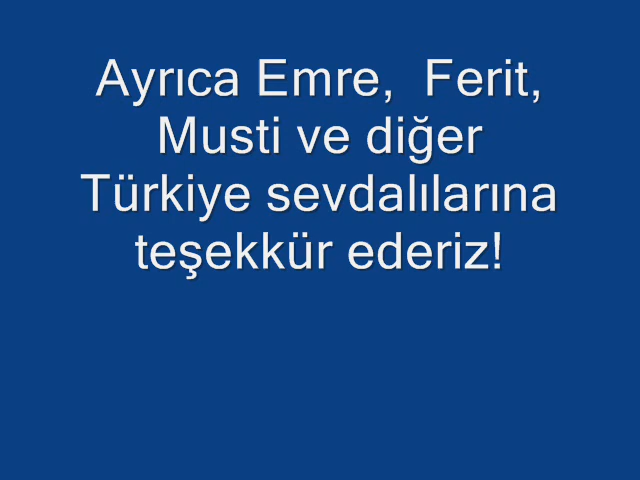 Ayrıca Emre,  Ferit,
Musti ve diğer
Türkiye sevdalılarına
teşekkür ederiz!